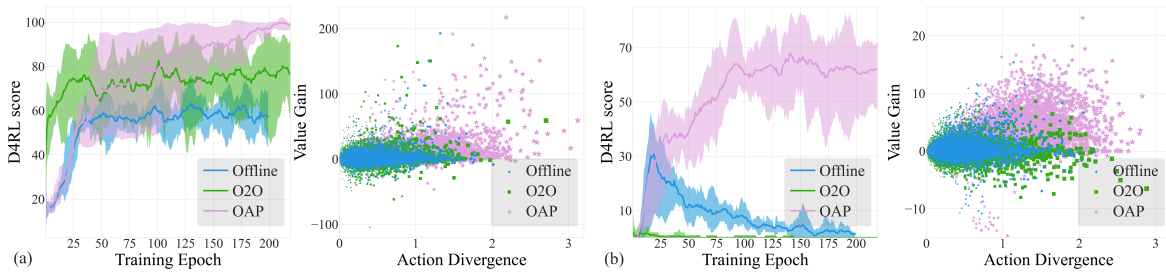 D4RL score
100
80
60
40
20
25 50 75 100 125 150 175 200
Training Epoch
Offline
O2O
OAP
(a)
Value Gain
200
100
0
−100
0 1 2 3
Action Divergence
Offline
O2O
OAP
D4RL score
70
50
30
10
25 50 75 100 125 150 175 200
Training Epoch
Offline
O2O
OAP
(b)
Value Gain
20
10
0
−10
0 1 2 3
Action Divergence
Offline
O2O
OAP